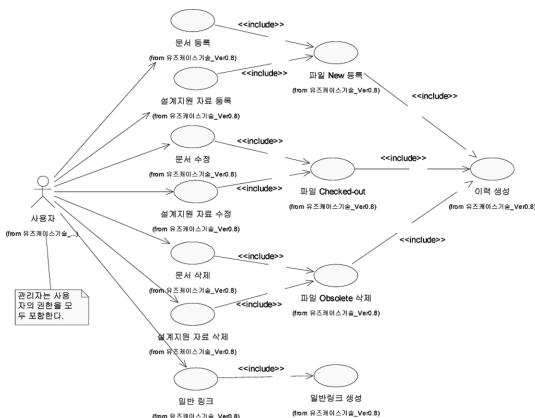 <<include>>
문서 등록
(from 유즈케이스기술_Ver0.8)
<<include>>
파일 New 등록
(from 유즈케이스기술_Ver0.8)
설계지원 자료 등록
(from 유즈케이스기술_Ver0.8)
<<include>>
<<include>>
문서 수정
(from 유즈케이스기술_Ver0.8)
<<include>>
<<include>>
파일 Checked-out
(from 유즈케이스기술_Ver0.8)
이력 생성
(from 유즈케이스기술_Ver0.8)
설계지원 자료 수정
(from 유즈케이스기술_Ver0.8)
사용자
(from 유즈케이스기술_...)
<<include>>
문서 삭제
(from 유즈케이스기술_Ver0.8)
<<include>>
<<include>>
파일 Obsolete 삭제
(from 유즈케이스기술_Ver0.8)
관리자는 사용
자의 권한을 모
두 포함한다.
설계지원 자료 삭제
(from 유즈케이스기술_Ver0.8)
<<include>>
일반 링크
(from 유즈케이스기술_Ver0.8)
일반링크 생성
(from 유즈케이스기술_Ver0.8)